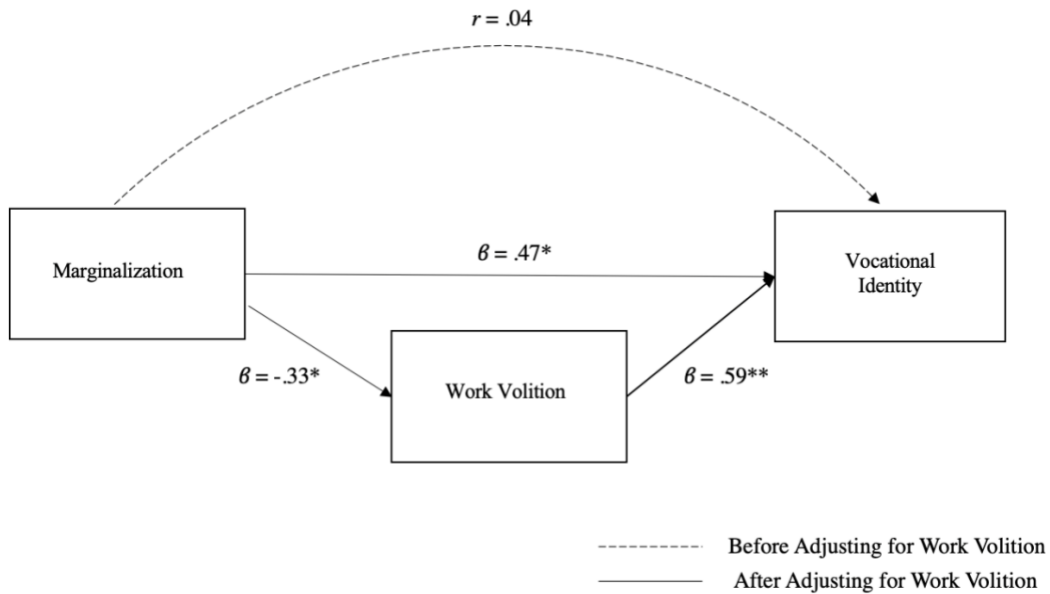 r = .04
Marginalization
β = .47*
Vocational
Identity
β = -.33*
Work Volition
β = .59**
Before Adjusting for Work Volition
After Adjusting for Work Volition